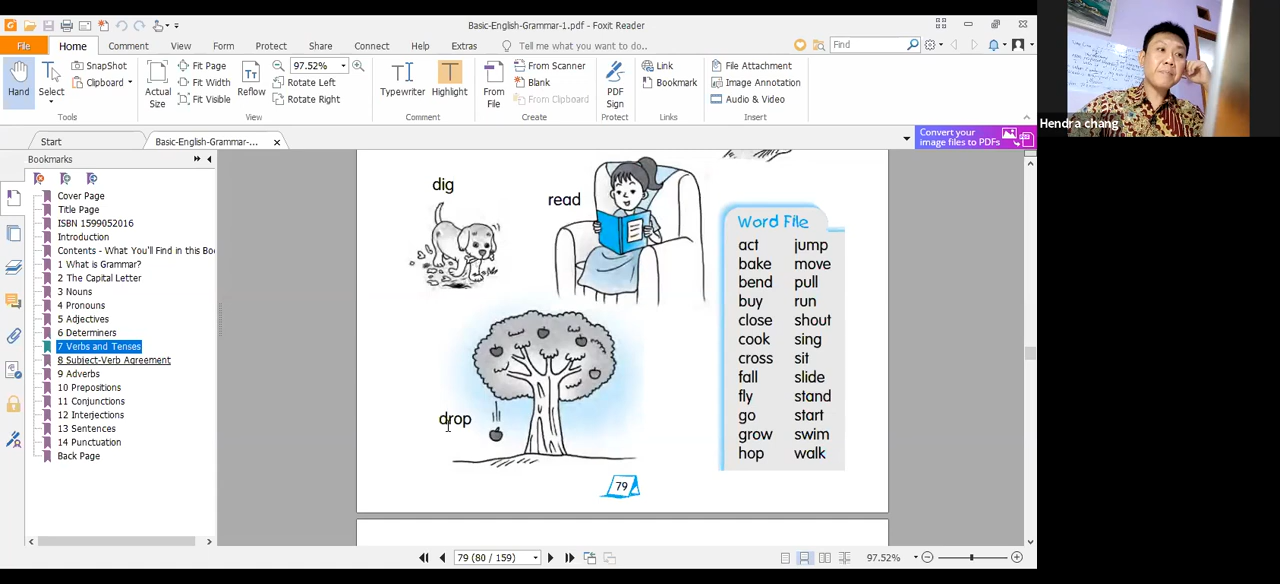 Basic-English-Grammar-1.pdf - Foxit Reader
File Home Comment View Form Protect Share Connect Help Extras Tell me what you want to do.. Find
Hand
Select
SnapShot
Clipboard
Tools
Actual Size
Fit Page
Fit Width
Fit Visible
Reflow
97.52%
Rotate Left
Rotate Right
View
Typewriter
Highlight
Comment
From File
From Scanner
Blank
From Clipboard
Create
PDF Sign
Protect
Link
Bookmark
Links
File Attachment
Image Annotation
Audio & Video
Insert
Start
Basic-English-Grammar-...
Convert your
image files to PDFs
Bookmarks
Cover Page
Title Page
ISBN 1599052016
Introduction
Contents - What You'll Find in this Boo
1 What is Grammar?
2 The Capital Letter
3 Nouns
4 Pronouns
5 Adjectives
6 Determiners
7 Verbs and Tenses
8 Subject-Verb Agreement
9 Adverbs
10 Prepositions
11 Conjunctions
12 Interjections
13 Sentences
14 Punctuation
Back Page
dig
read
drop
Word File
act jump
bake move
bend pull
buy run
close shout
cook sing
cross sit
fall slide
fly stand
go start
grow swim
hop walk
79
79 (80 / 159)
97.52%
Hendra chang